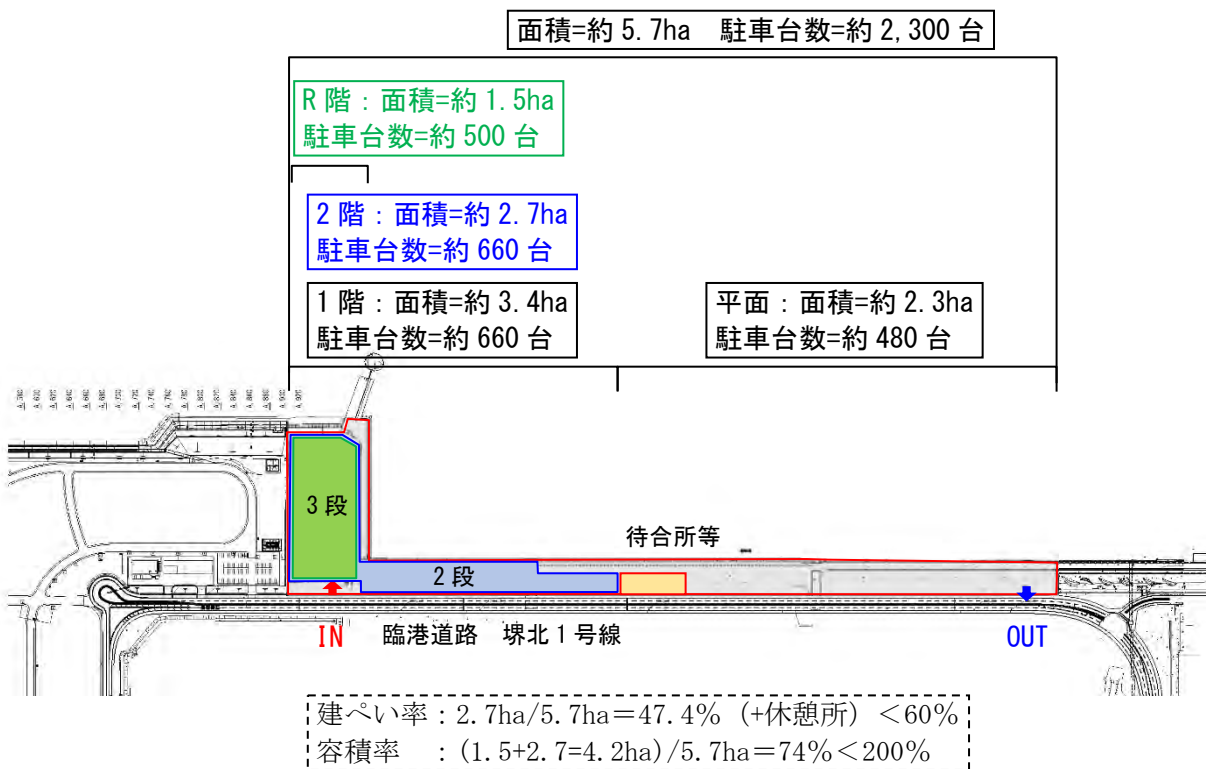 面積=約 5.7ha　駐車台数=約 2,300 台
R 階：面積=約 1.5ha
駐車台数=約 500 台
2 階：面積=約 2.7ha
駐車台数=約 660 台
1 階：面積=約 3.4ha
駐車台数=約 660 台
平面：面積=約 2.3ha
駐車台数=約 480 台
3 段
待合所等
2 段
IN
臨港道路　堺北 1 号線
OUT
建ぺい率：2.7ha/5.7ha＝47.4%（+休憩所）＜60%
容積率　：(1.5+2.7=4.2ha)/5.7ha＝74%＜200%